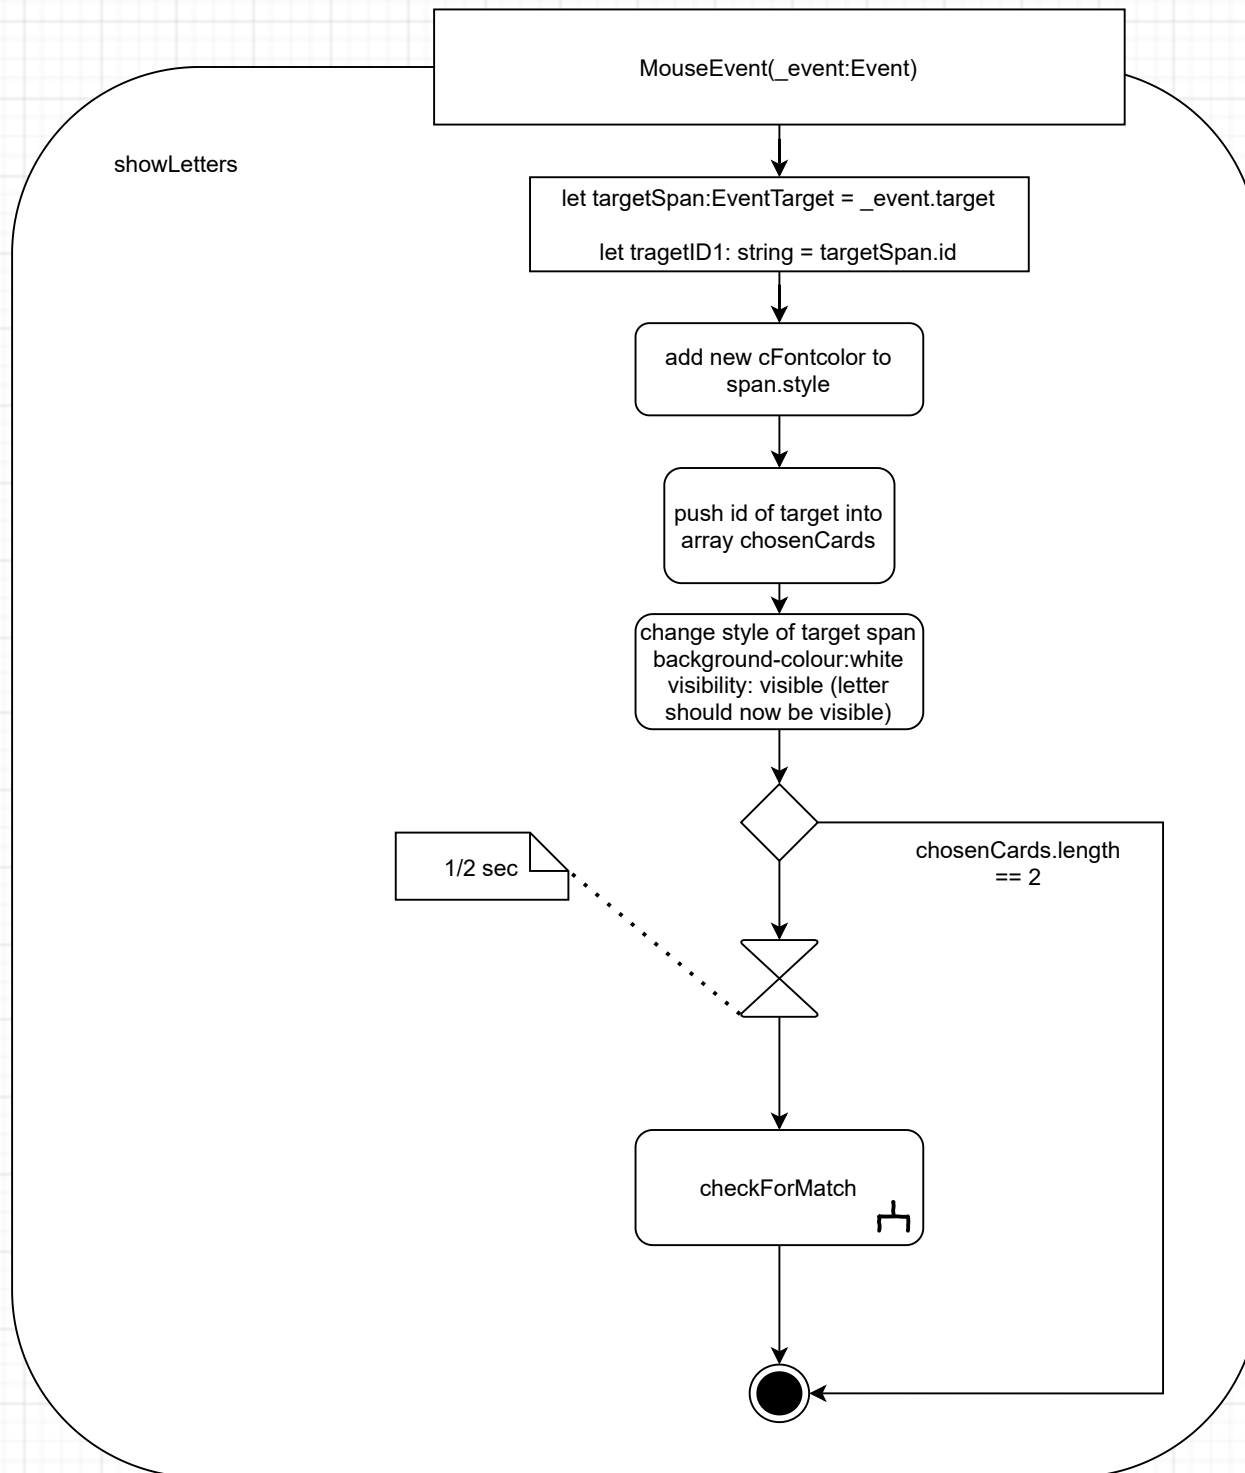 MouseEvent(_event:Event)
showLetters
let targetSpan:EventTarget = _event.target
let tragetID1: string = targetSpan.id
add new cFontcolor to
span.style
push id of target into
array chosenCards
change style of target span
background-colour:white
visibility: visible (letter
should now be visible)
chosenCards.length
== 2
1/2 sec
checkForMatch